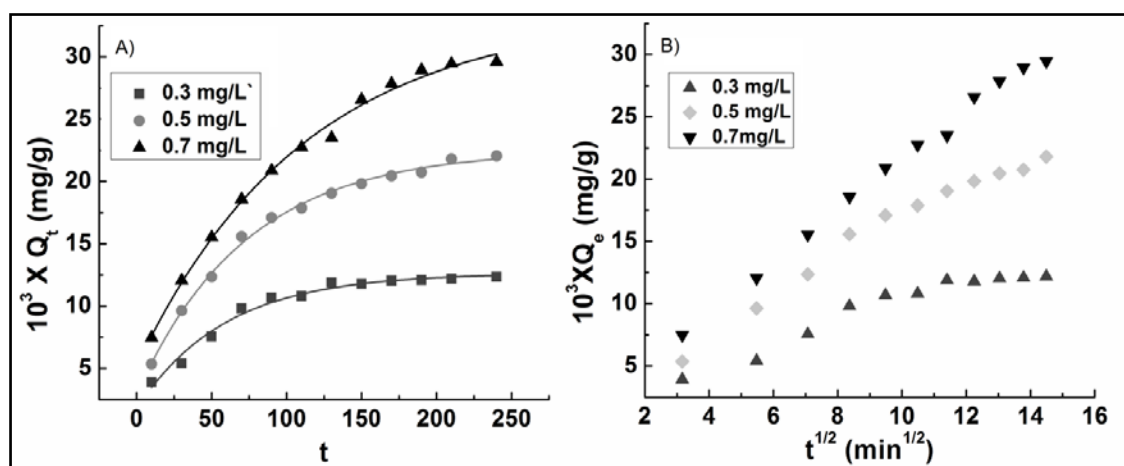 A)
0.3 mg/L`
0.5 mg/L
0.7 mg/L
10³ X Qₜ (mg/g)
30
25
20
15
10
5
0 50 100 150 200 250
t
B)
0.3 mg/L
0.5 mg/L
0.7mg/L
10³XQₑ (mg/g)
30
25
20
15
10
5
2 4 6 8 10 12 14 16
t¹/² (min¹/²)